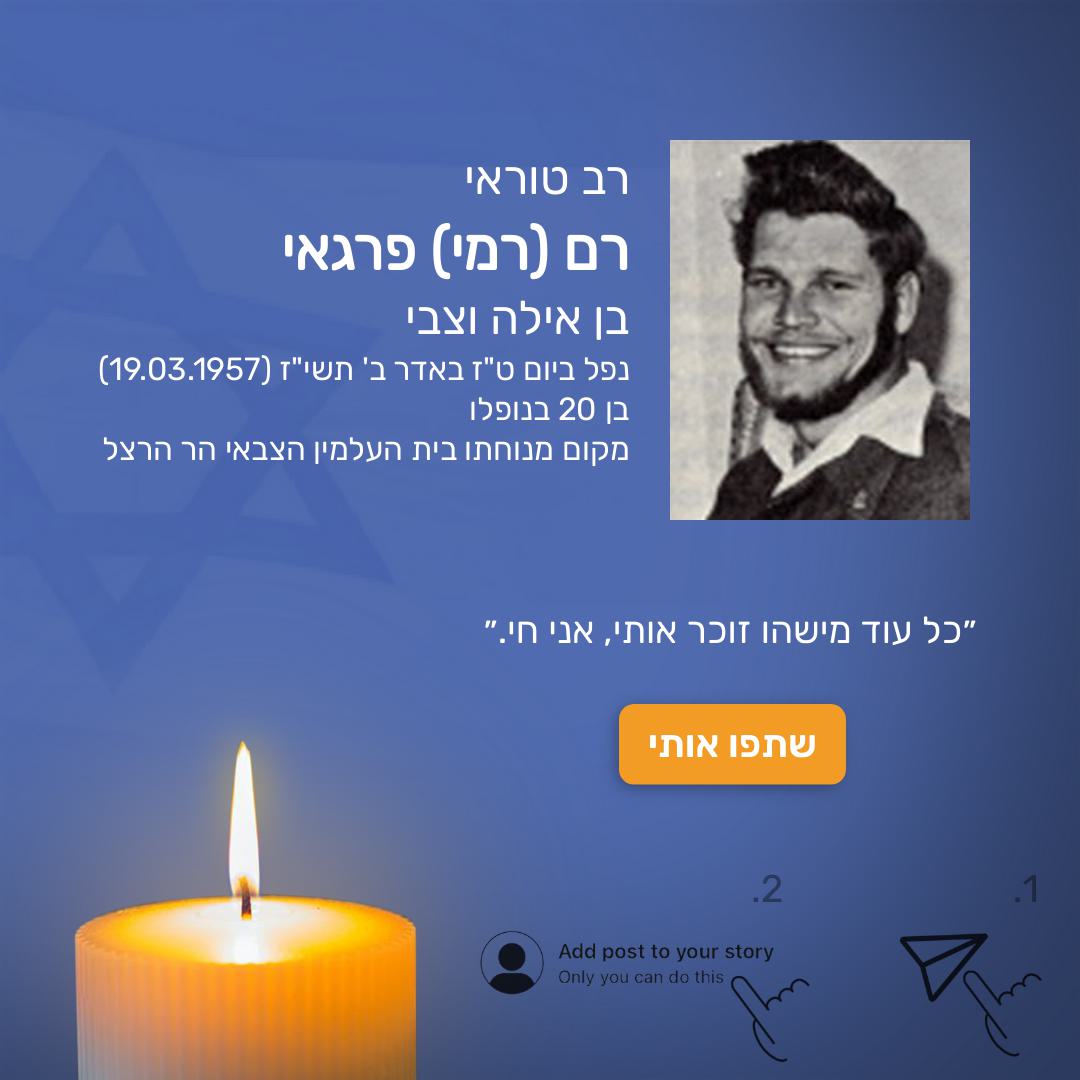 רב טוראי
רם (רמי) פרגאי
בן אילה וצבי
נפל ביום ט"ז באדר ב' תשי"ז (19.03.1957)
בן 20 בנופלו
מקום מנוחתו בית העלמין הצבאי הר הרצל
״כל עוד מישהו זוכר אותי, אני חי.״
שתפו אותי
.1
.2
Add post to your story
Only you can do this